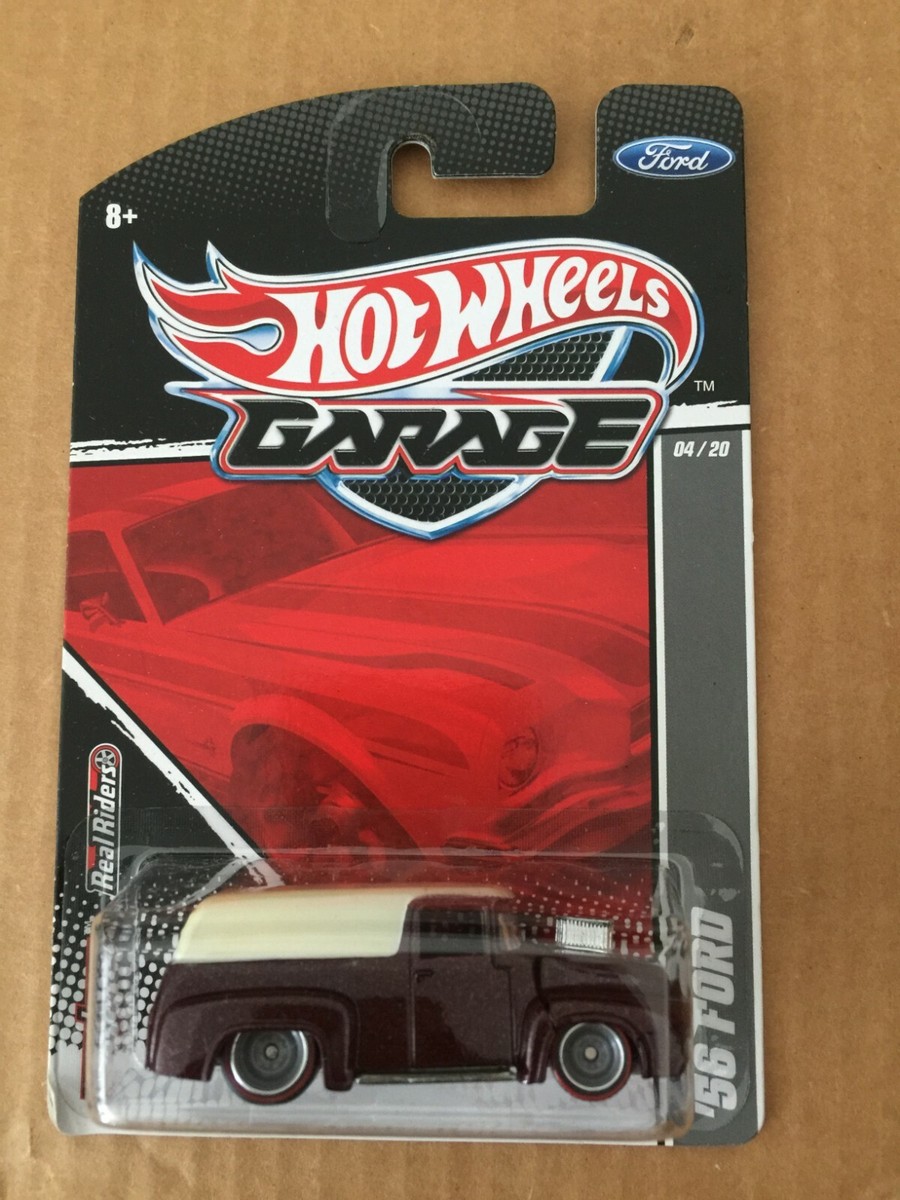 Ford
8+
HOT WHEELS
TM
GARAGE
04/20
Real Riders
'56 FORD